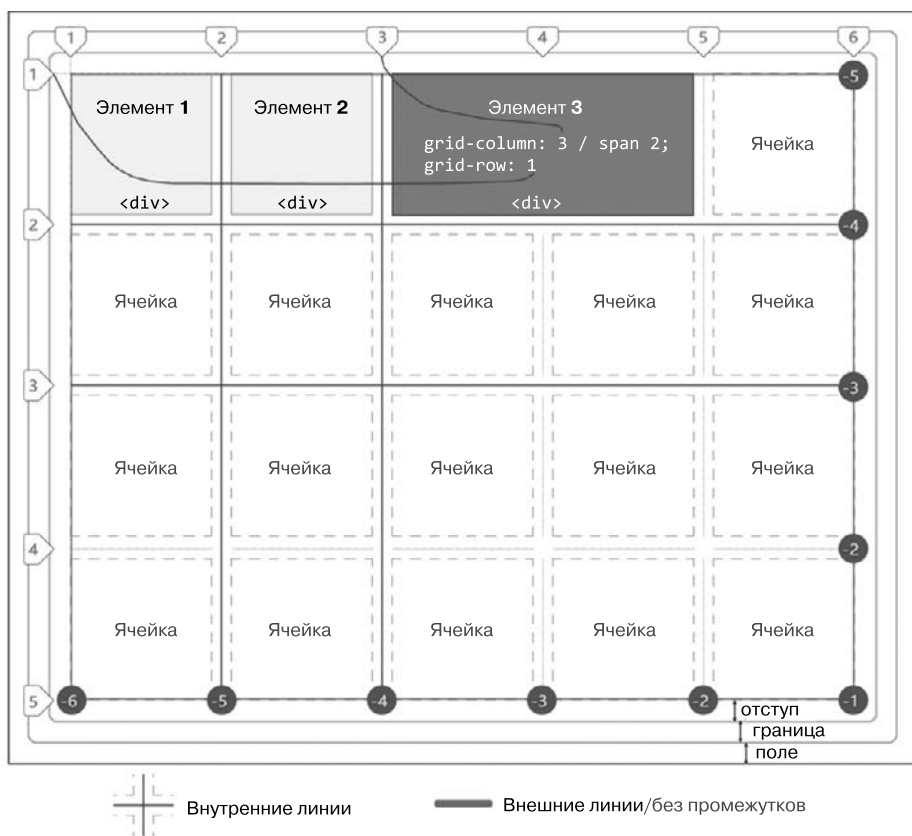 1 2 3 4 5 6
1 -5
Элемент 1 Элемент 2 Элемент 3
grid-column: 3 / span 2;
grid-row: 1
Ячейка
<div> <div> <div>
2 -4
Ячейка Ячейка Ячейка Ячейка Ячейка
3 -3
Ячейка Ячейка Ячейка Ячейка Ячейка
4 -2
Ячейка Ячейка Ячейка Ячейка Ячейка
5 -6 -5 -4 -3 -2 -1
отступ
граница
поле
Внутренние линии
Внешние линии/без промежутков